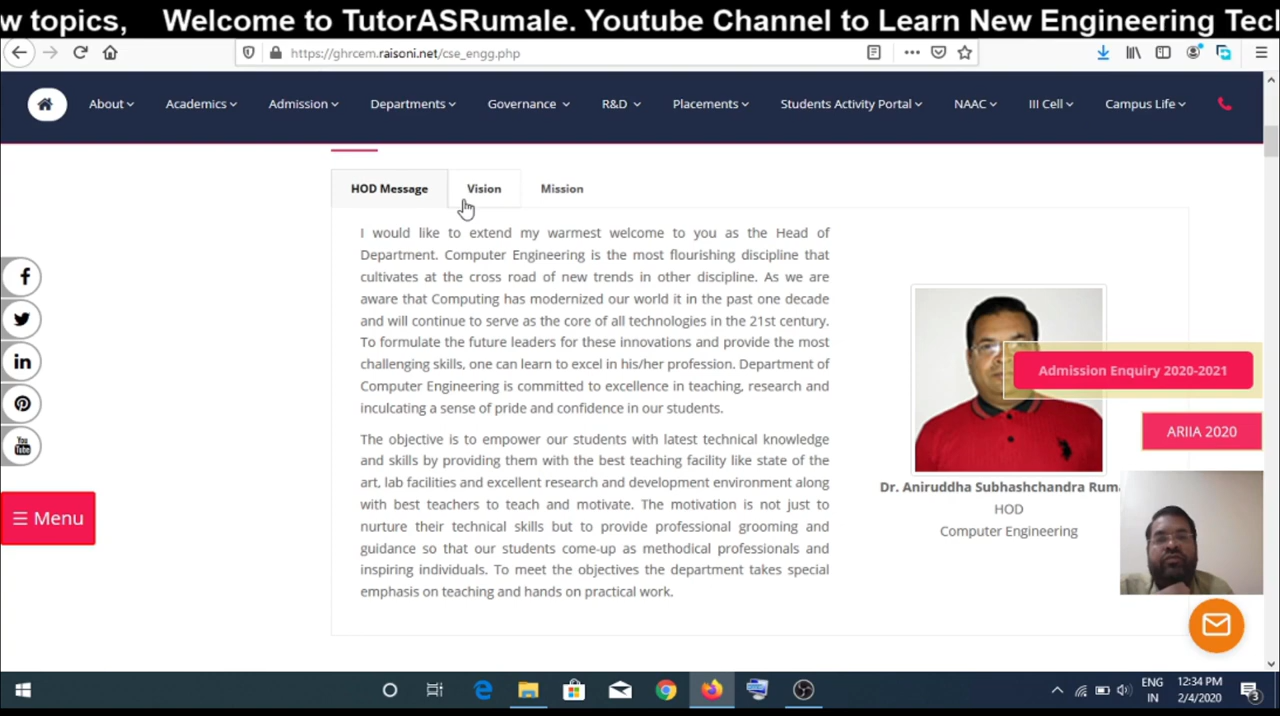 w topics, Welcome to TutorASRumale. Youtube Channel to Learn New Engineering Tec
https://ghrcem.raisoni.net/cse_engg.php
About Academics Admission Departments Governance R&D Placements Students Activity Portal NAAC III Cell Campus Life
HOD Message Vision Mission
I would like to extend my warmest welcome to you as the Head of
Department. Computer Engineering is the most flourishing discipline that
cultivates at the cross road of new trends in other discipline. As we are
aware that Computing has modernized our world it in the past one decade
and will continue to serve as the core of all technologies in the 21st century.
To formulate the future leaders for these innovations and provide the most
challenging skills, one can learn to excel in his/her profession. Department of
Computer Engineering is committed to excellence in teaching, research and
inculcating a sense of pride and confidence in our students.
The objective is to empower our students with latest technical knowledge
and skills by providing them with the best teaching facility like state of the
art, lab facilities and excellent research and development environment along
with best teachers to teach and motivate. The motivation is not just to
nurture their technical skills but to provide professional grooming and
guidance so that our students come-up as methodical professionals and
inspiring individuals. To meet the objectives the department takes special
emphasis on teaching and hands on practical work.
Admission Enquiry 2020-2021
ARIIA 2020
Dr. Aniruddha Subhashchandra Ruma
HOD
Computer Engineering
f
in
You
Tube
Menu
ENG
IN
12:34 PM
2/4/2020
3